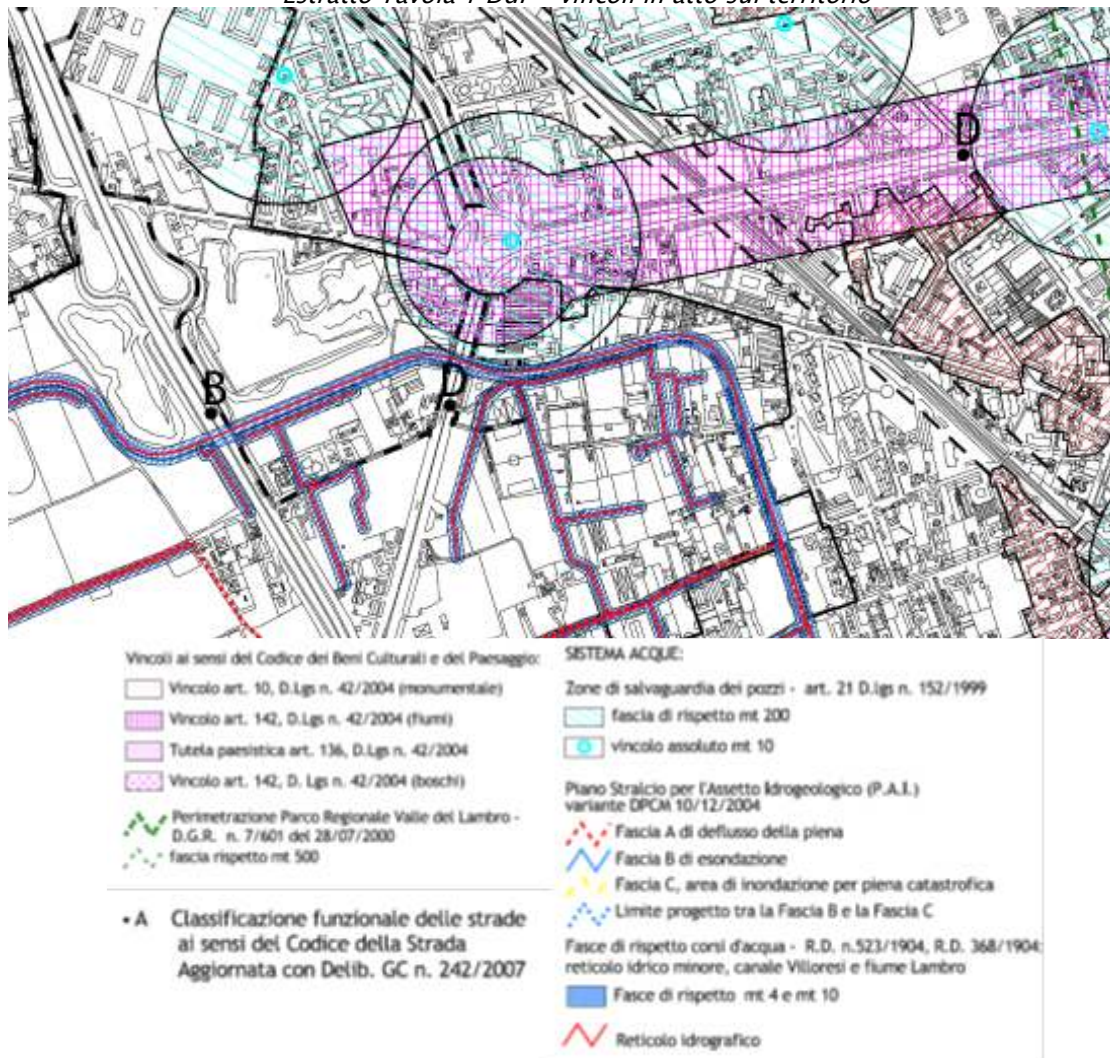 Estratto Tavola 1 DdP – Vincoli in atto sul territorio
D
B
D
Vincoli ai sensi del Codice dei Beni Culturali e del Paesaggio:
Vincolo art. 10, D.Lgs n. 42/2004 (monumentale)
Vincolo art. 142, D.Lgs n. 42/2004 (fiumi)
Tutela paesistica art. 136, D.Lgs n. 42/2004
Vincolo art. 142, D. Lgs n. 42/2004 (boschi)
Perimetrazione Parco Regionale Valle del Lambro -
D.G.R. n. 7/601 del 28/07/2000
fascia rispetto mt 500
• A Classificazione funzionale delle strade
ai sensi del Codice della Strada
Aggiornata con Delib. GC n. 242/2007
SISTEMA ACQUE:
Zone di salvaguardia dei pozzi - art. 21 D.lgs n. 152/1999
fascia di rispetto mt 200
vincolo assoluto mt 10
Piano Stralcio per l'Assetto Idrogeologico (P.A.I.)
variante DPCM 10/12/2004
Fascia A di deflusso della piena
Fascia B di esondazione
Fascia C, area di inondazione per piena catastrofica
Limite progetto tra la Fascia B e la Fascia C
Fasce di rispetto corsi d'acqua - R.D. n.523/1904, R.D. 368/1904:
reticolo idrico minore, canale Villoresi e fiume Lambro
Fasce di rispetto mt 4 e mt 10
Reticolo idrografico